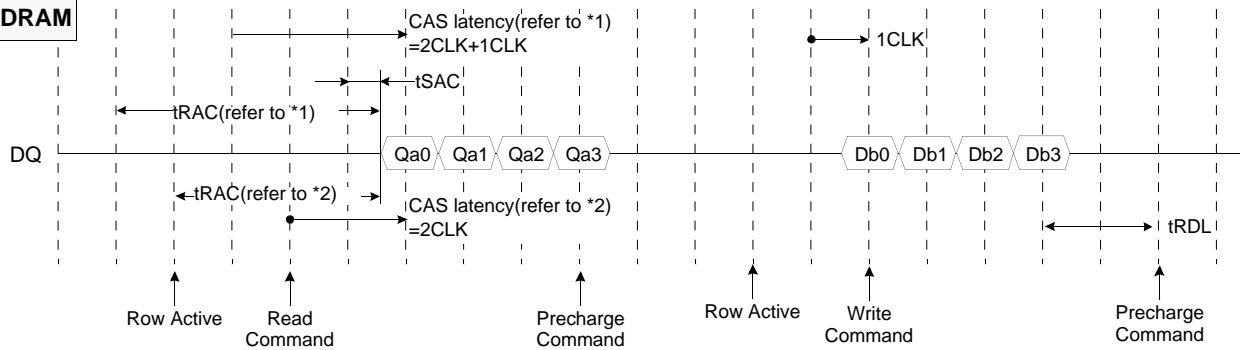 DRAM
CAS latency(refer to *1)
=2CLK+1CLK
1CLK
tSAC
tRAC(refer to *1)
DQ
Qa0 Qa1 Qa2 Qa3
Db0 Db1 Db2 Db3
tRAC(refer to *2)
CAS latency(refer to *2)
=2CLK
tRDL
Row Active
Read
Command
Precharge
Command
Row Active
Write
Command
Precharge
Command